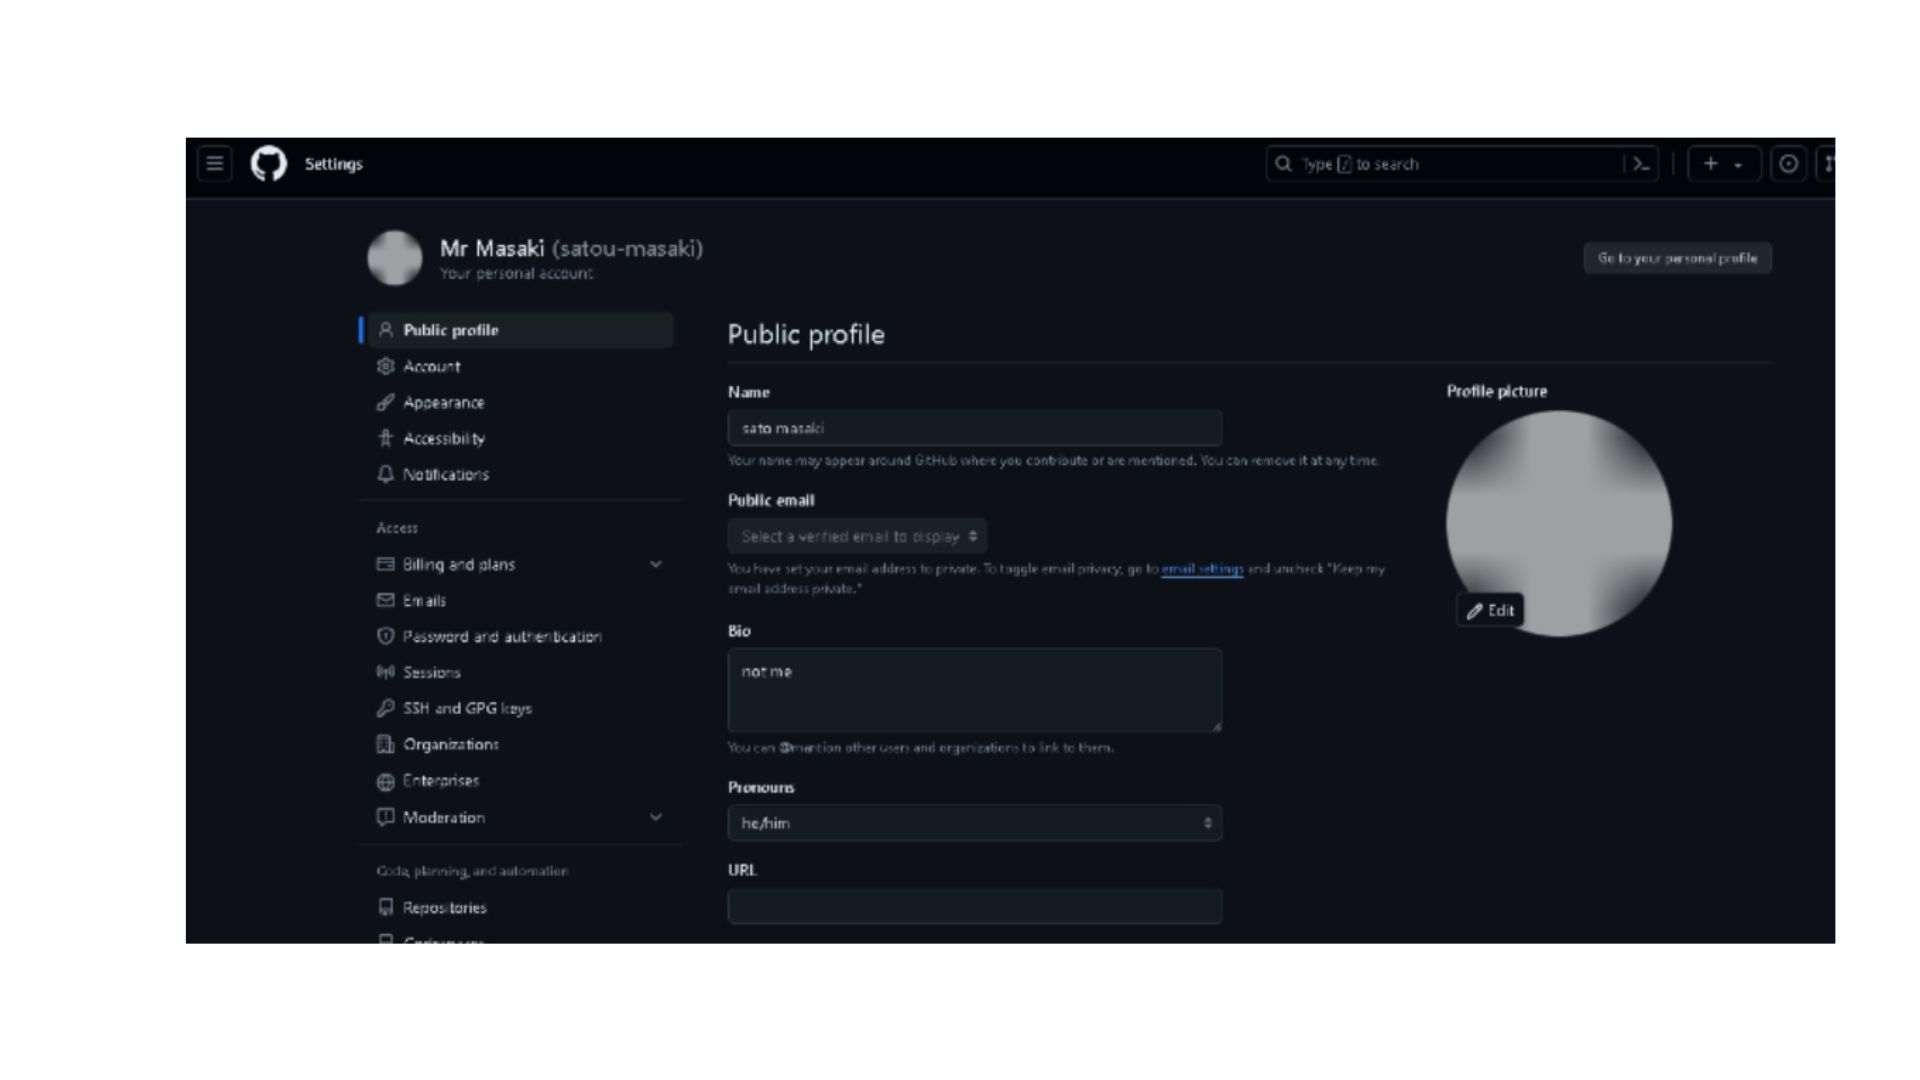 Settings
Type / to search
Mr Masaki (satou-masaki)
Your personal account
Go to your personal profile
Public profile
Account
Appearance
Accessibility
Notifications
Access
Billing and plans
Emails
Password and authentication
Sessions
SSH and GPG keys
Organizations
Enterprises
Moderation
Code, planning, and automation
Repositories
Public profile
Name
sato masaki
Your name may appear around GitHub where you contribute or are mentioned. You can remove it at any time.
Public email
Select a verified email to display
You have set your email address to private. To toggle email privacy, go to email settings and uncheck "Keep my
email address private."
Bio
not me
You can @mention other users and organizations to link to them.
Pronouns
he/him
URL
Profile picture
Edit